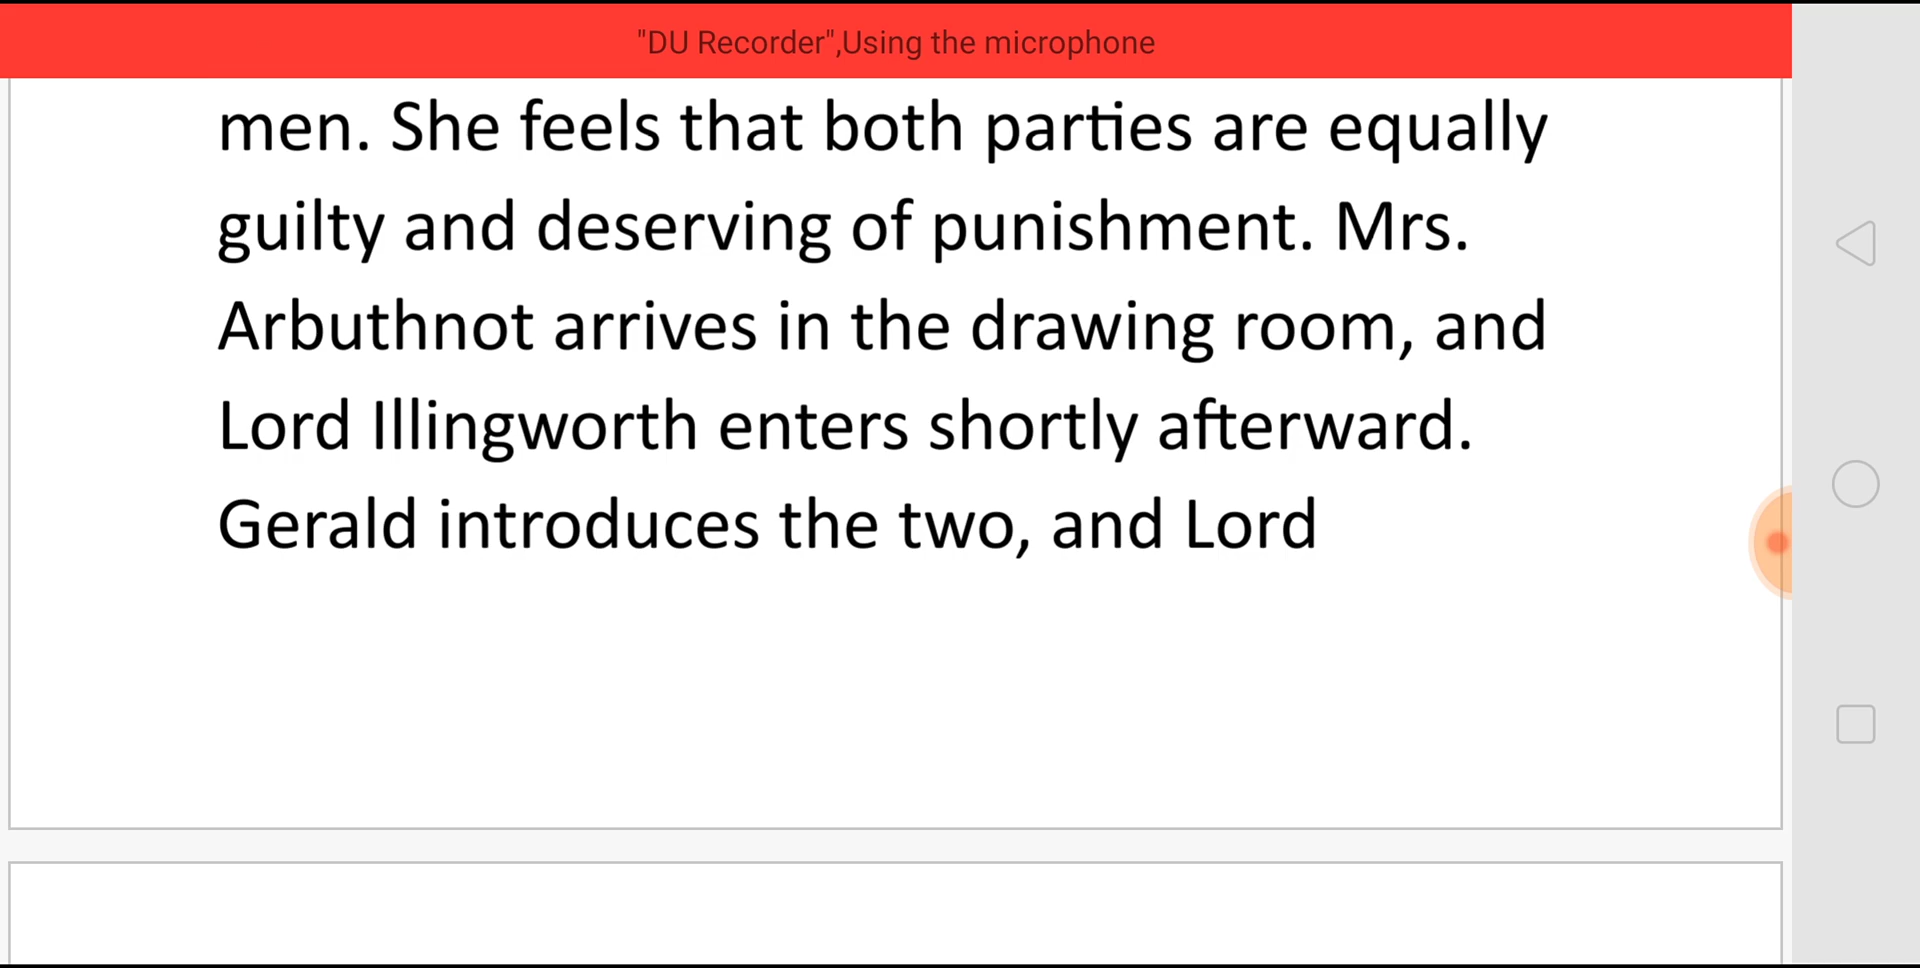 "DU Recorder",Using the microphone
men. She feels that both parties are equally
guilty and deserving of punishment. Mrs.
Arbuthnot arrives in the drawing room, and
Lord Illingworth enters shortly afterward.
Gerald introduces the two, and Lord